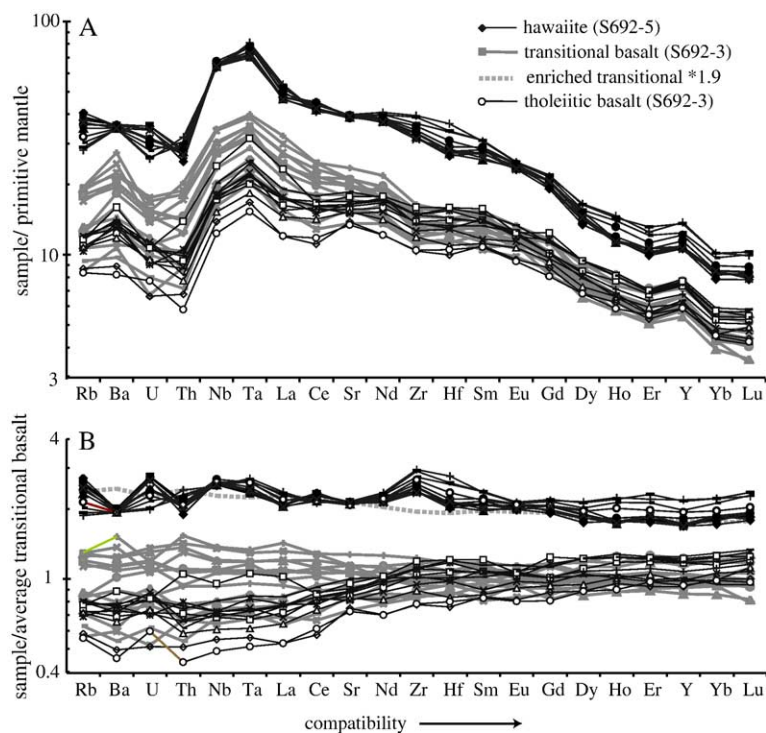 100
A
hawaiite (S692-5)
transitional basalt (S692-3)
enriched transitional *1.9
tholeiitic basalt (S692-3)
sample/ primitive mantle
10
3
Rb Ba U Th Nb Ta La Ce Sr Nd Zr Hf Sm Eu Gd Dy Ho Er Y Yb Lu
4
B
sample/average transitional basalt
1
0.4
Rb Ba U Th Nb Ta La Ce Sr Nd Zr Hf Sm Eu Gd Dy Ho Er Y Yb Lu
compatibility